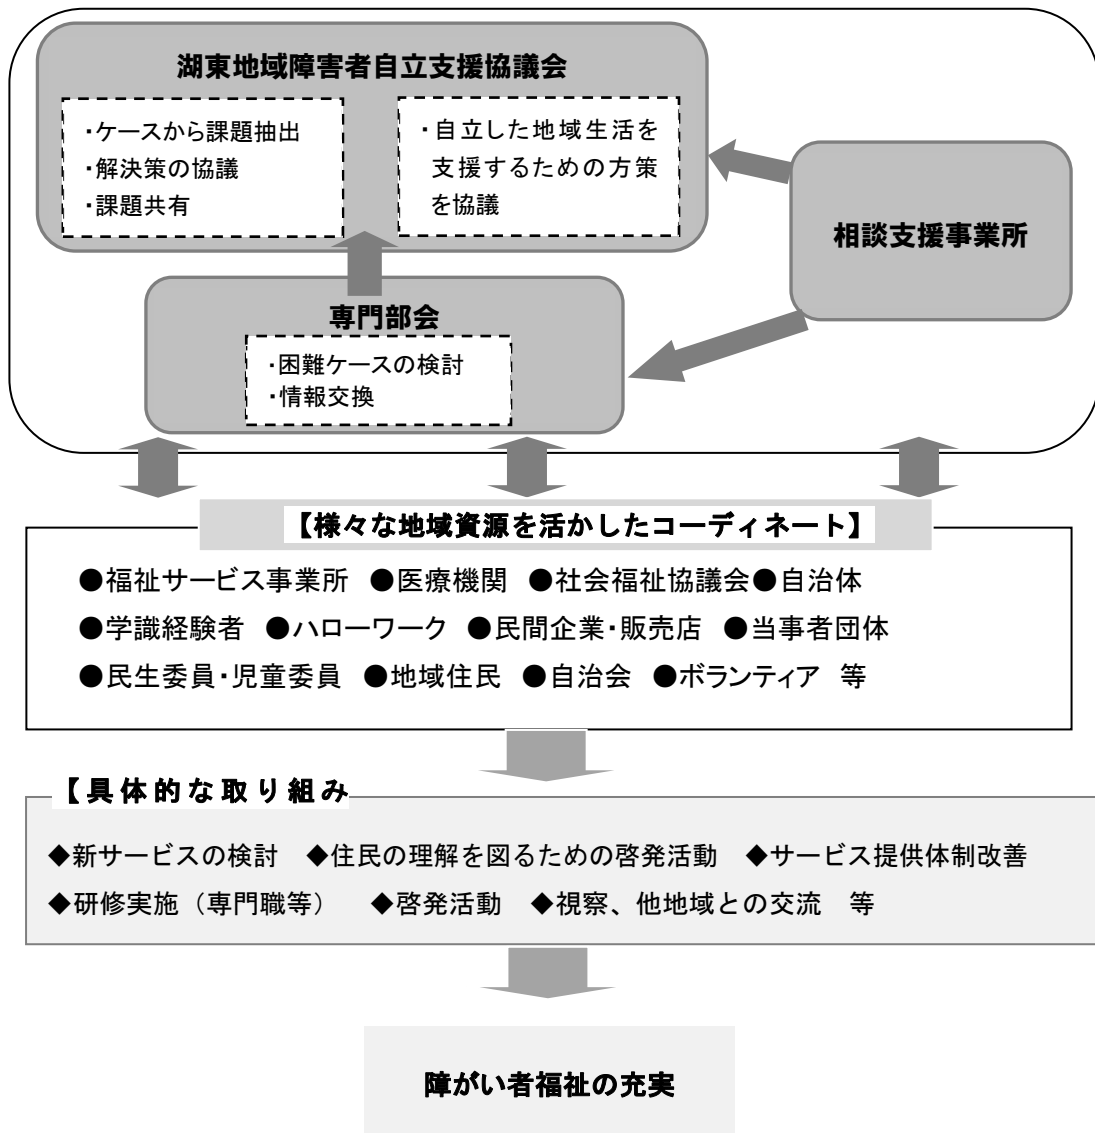 湖東地域障害者自立支援協議会
・ケースから課題抽出
・解決策の協議
・課題共有
・自立した地域生活を
支援するための方策
を協議
相談支援事業所
専門部会
・困難ケースの検討
・情報交換
【様々な地域資源を活かしたコーディネート】
●福祉サービス事業所 ●医療機関 ●社会福祉協議会●自治体
●学識経験者 ●ハローワーク ●民間企業・販売店 ●当事者団体
●民生委員・児童委員 ●地域住民 ●自治会 ●ボランティア 等
【具体的な取り組み
◆新サービスの検討 ◆住民の理解を図るための啓発活動 ◆サービス提供体制改善
◆研修実施（専門職等） ◆啓発活動 ◆視察、他地域との交流 等
障がい者福祉の充実